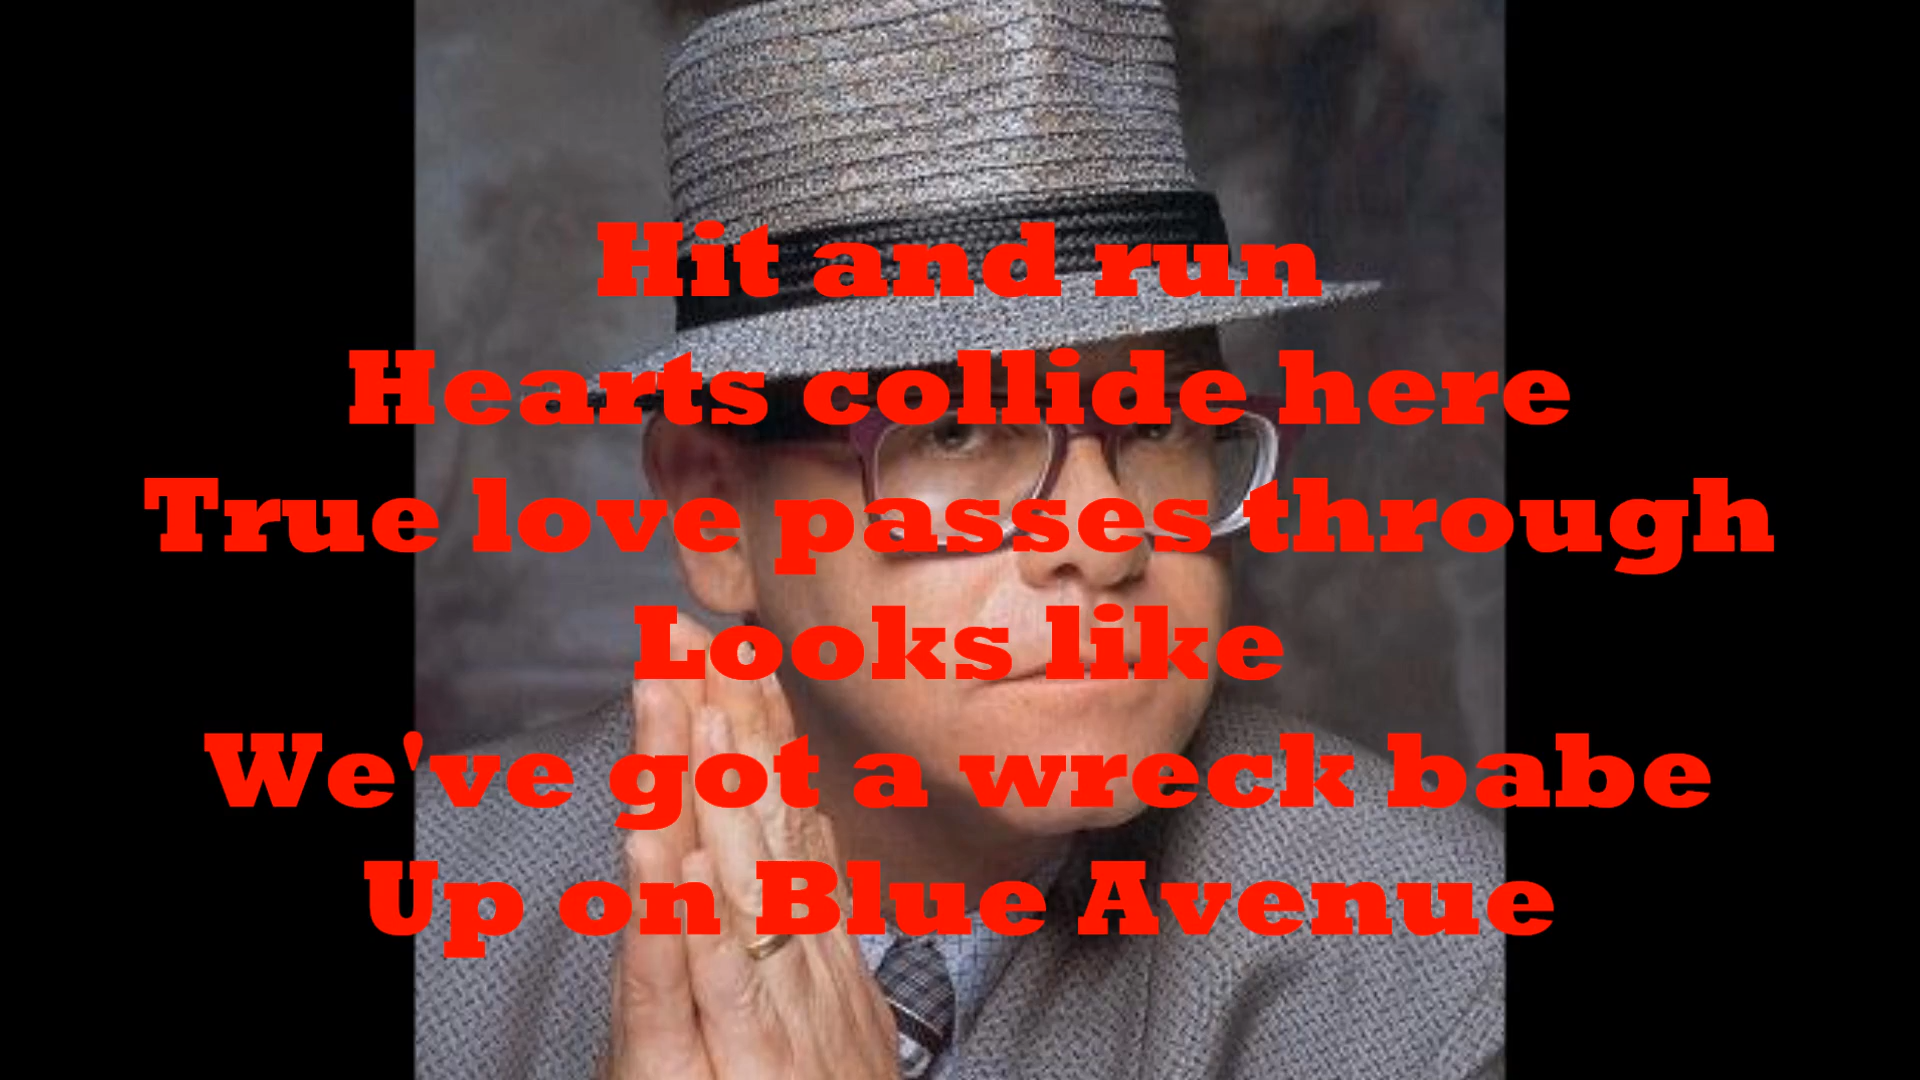 Hit and run
Hearts collide here
True love passes through
Looks like
We've got a wreck babe
Up on Blue Avenue